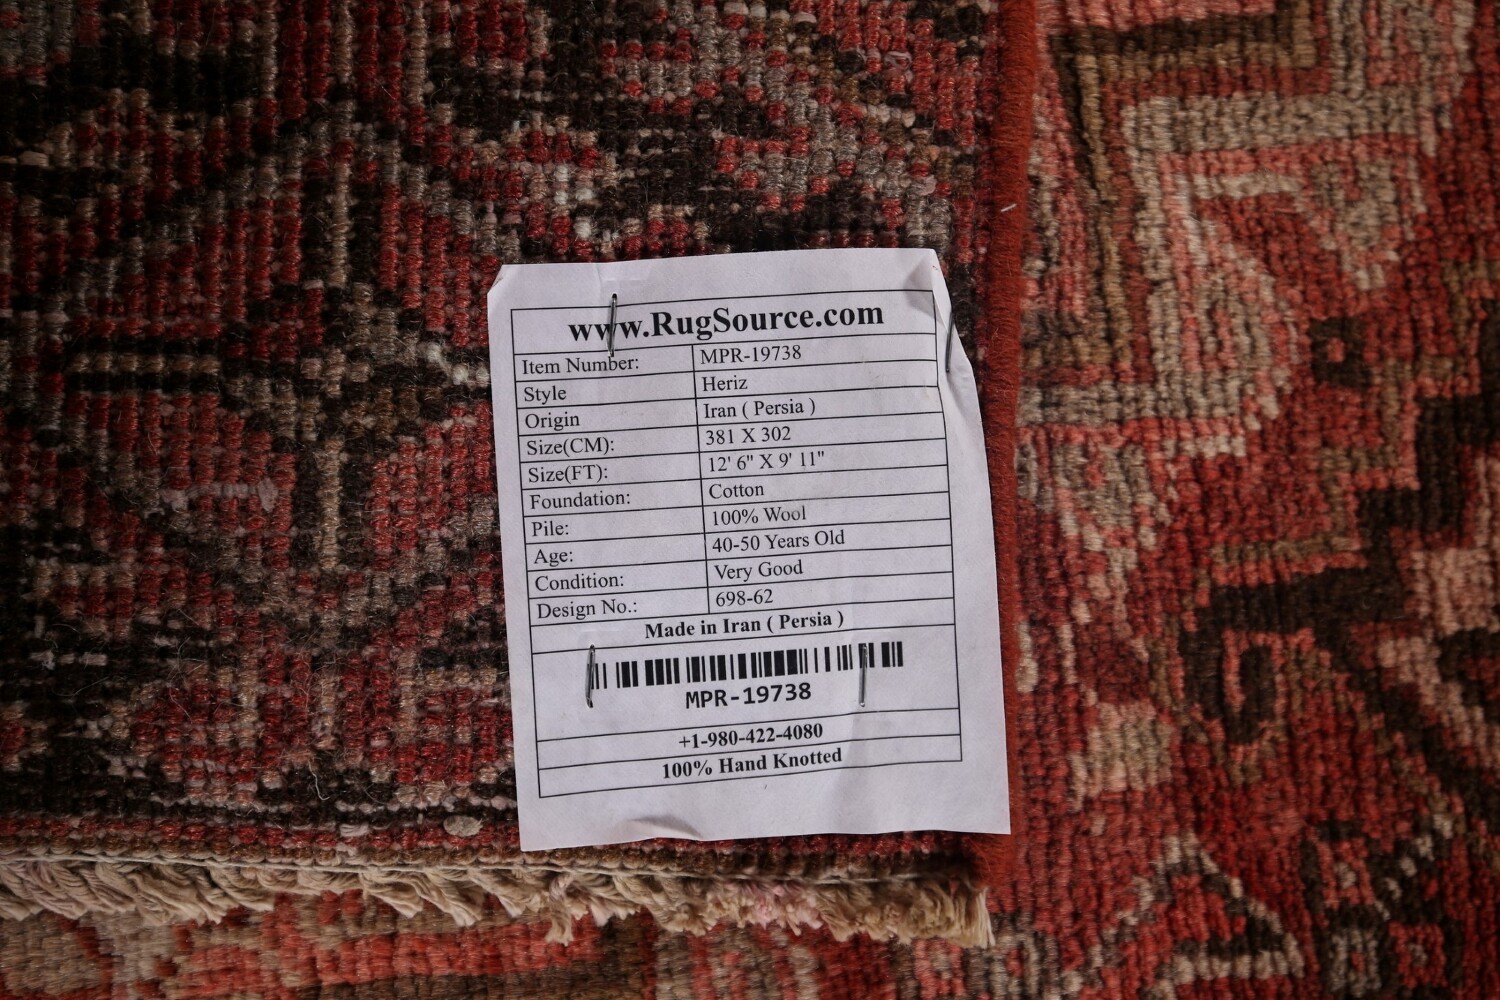 www.RugSource.com
Item Number: MPR-19738
Style Heriz
Origin Iran ( Persia )
Size(CM): 381 X 302
Size(FT): 12' 6" X 9' 11"
Foundation: Cotton
Pile: 100% Wool
Age: 40-50 Years Old
Condition: Very Good
Design No.: 698-62
Made in Iran ( Persia )
MPR-19738
+1-980-422-4080
100% Hand Knotted